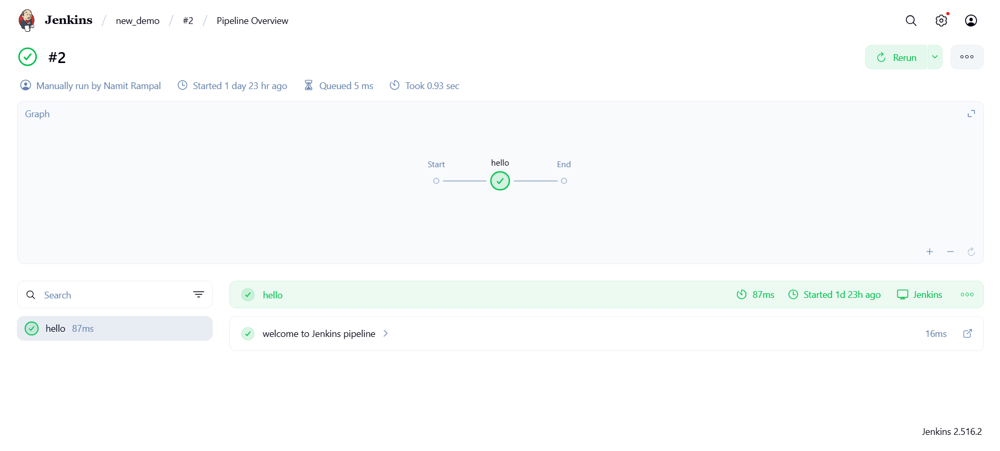 Jenkins / new_demo / #2 / Pipeline Overview
#2
Rerun
Manually run by Namit Rampal Started 1 day 23 hr ago Queued 5 ms Took 0.93 sec
Graph
Start hello End
Search
hello 87ms Started 1d 23h ago Jenkins
hello 87ms
welcome to Jenkins pipeline 16ms
Jenkins 2.516.2